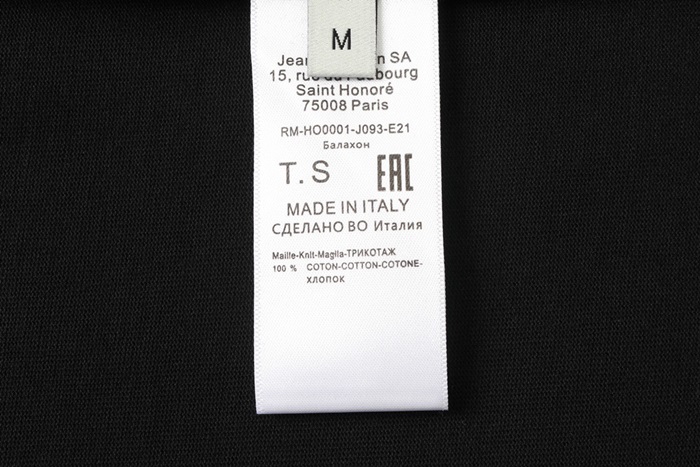 M
SA
15,
Saint Honoré
75008 Paris
RM-HO0001-J093-E21
Балахон
T.S EAC
MADE IN ITALY
СДЕЛАНО ВО Италия
Maille-Knit-Maglia-ТРИКОТАЖ
100 % COTON-COTTON-COTONE-
ХЛОПОК